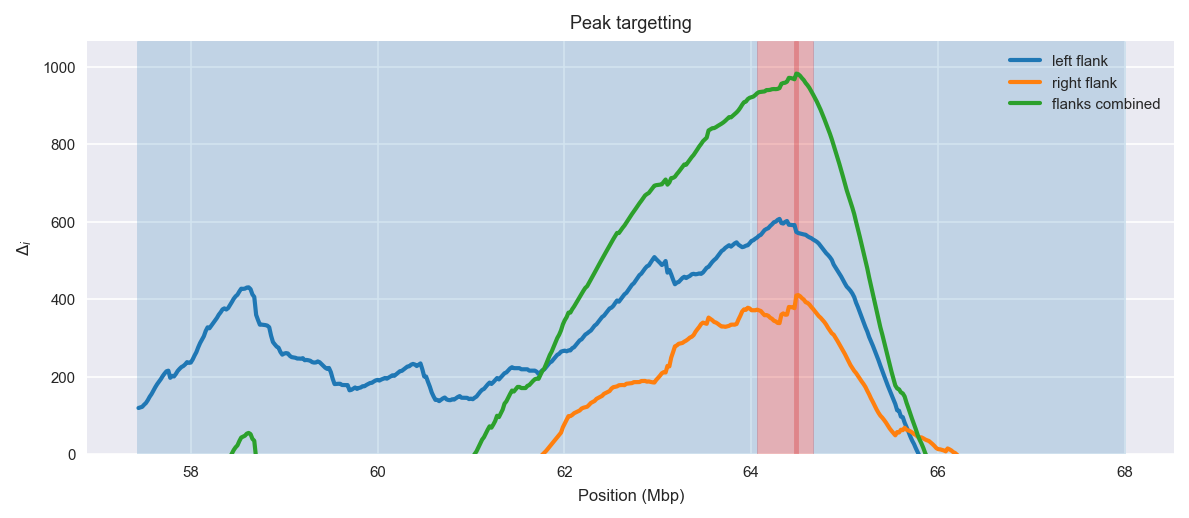 Peak targetting
1000
800
600
400
200
0
Δi
58
60
62
64
66
68
Position (Mbp)
left flank
right flank
flanks combined